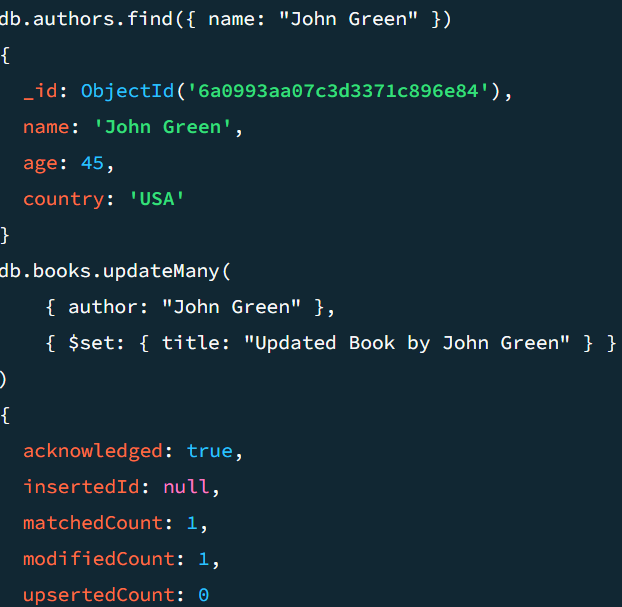 db.authors.find({ name: "John Green" })
{
_id: ObjectId('6a0993aa07c3d3371c896e84'),
name: 'John Green',
age: 45,
country: 'USA'
}
db.books.updateMany(
{ author: "John Green" },
{ $set: { title: "Updated Book by John Green" } }
)
{
acknowledged: true,
insertedId: null,
matchedCount: 1,
modifiedCount: 1,
upsertedCount: 0